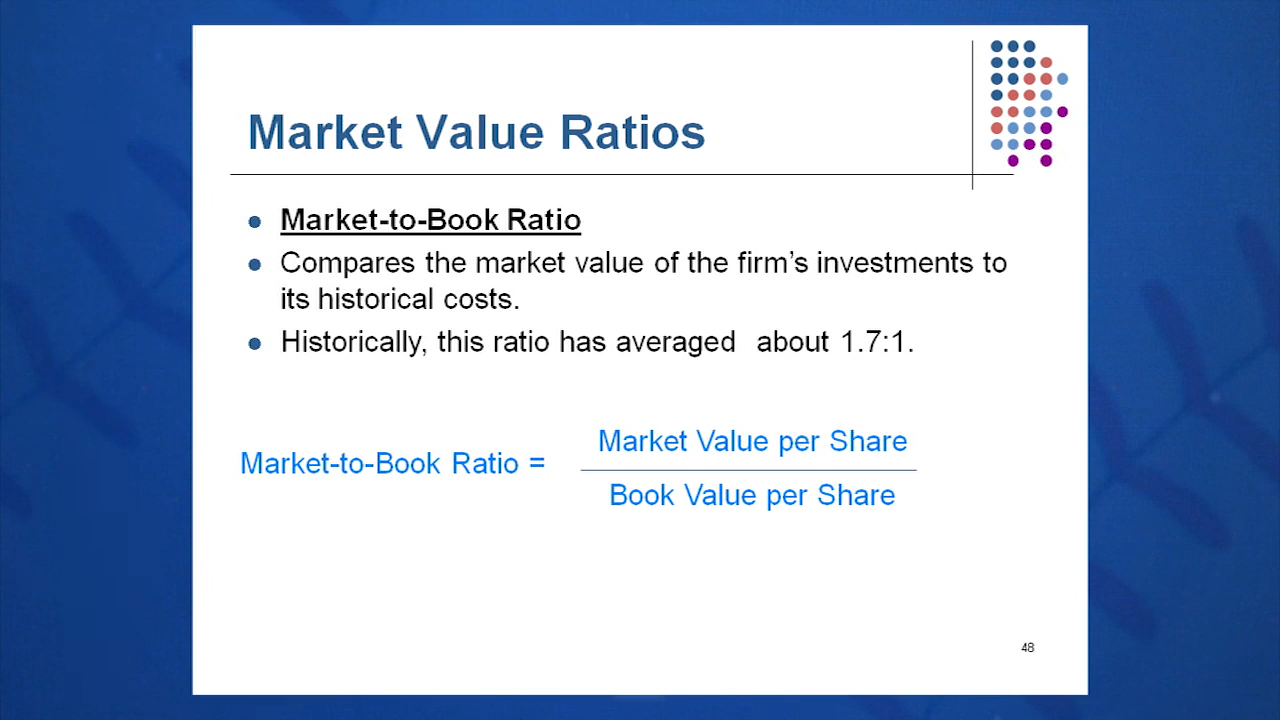 Market Value Ratios
Market-to-Book Ratio
Compares the market value of the firm's investments to
its historical costs.
Historically, this ratio has averaged about 1.7:1.
Market-to-Book Ratio =
Market Value per Share
Book Value per Share
48